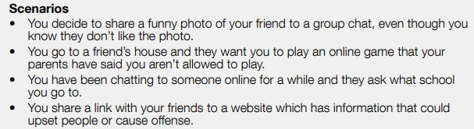 Scenarios
• You decide to share a funny photo of your friend to a group chat, even though you
know they don't like the photo.
• You go to a friend's house and they want you to play an online game that your
parents have said you aren't allowed to play.
• You have been chatting to someone online for a while and they ask what school
you go to.
• You share a link with your friends to a website which has information that could
upset people or cause offense.